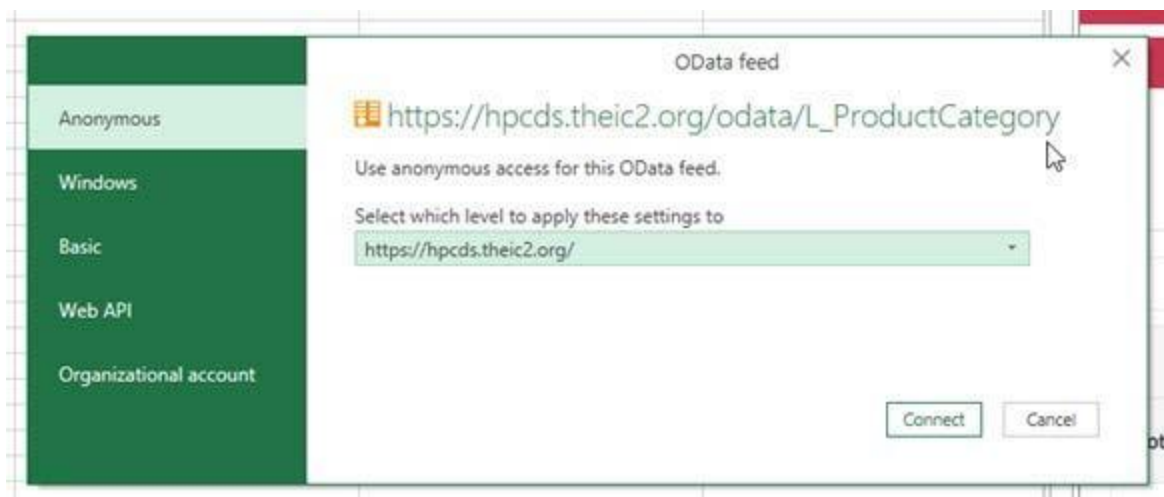 OData feed
Anonymous
https://hpcds.theic2.org/odata/L_ProductCategory
Use anonymous access for this OData feed.
Windows
Select which level to apply these settings to
Basic
https://hpcds.theic2.org/
Web API
Organizational account
Connect
Cancel